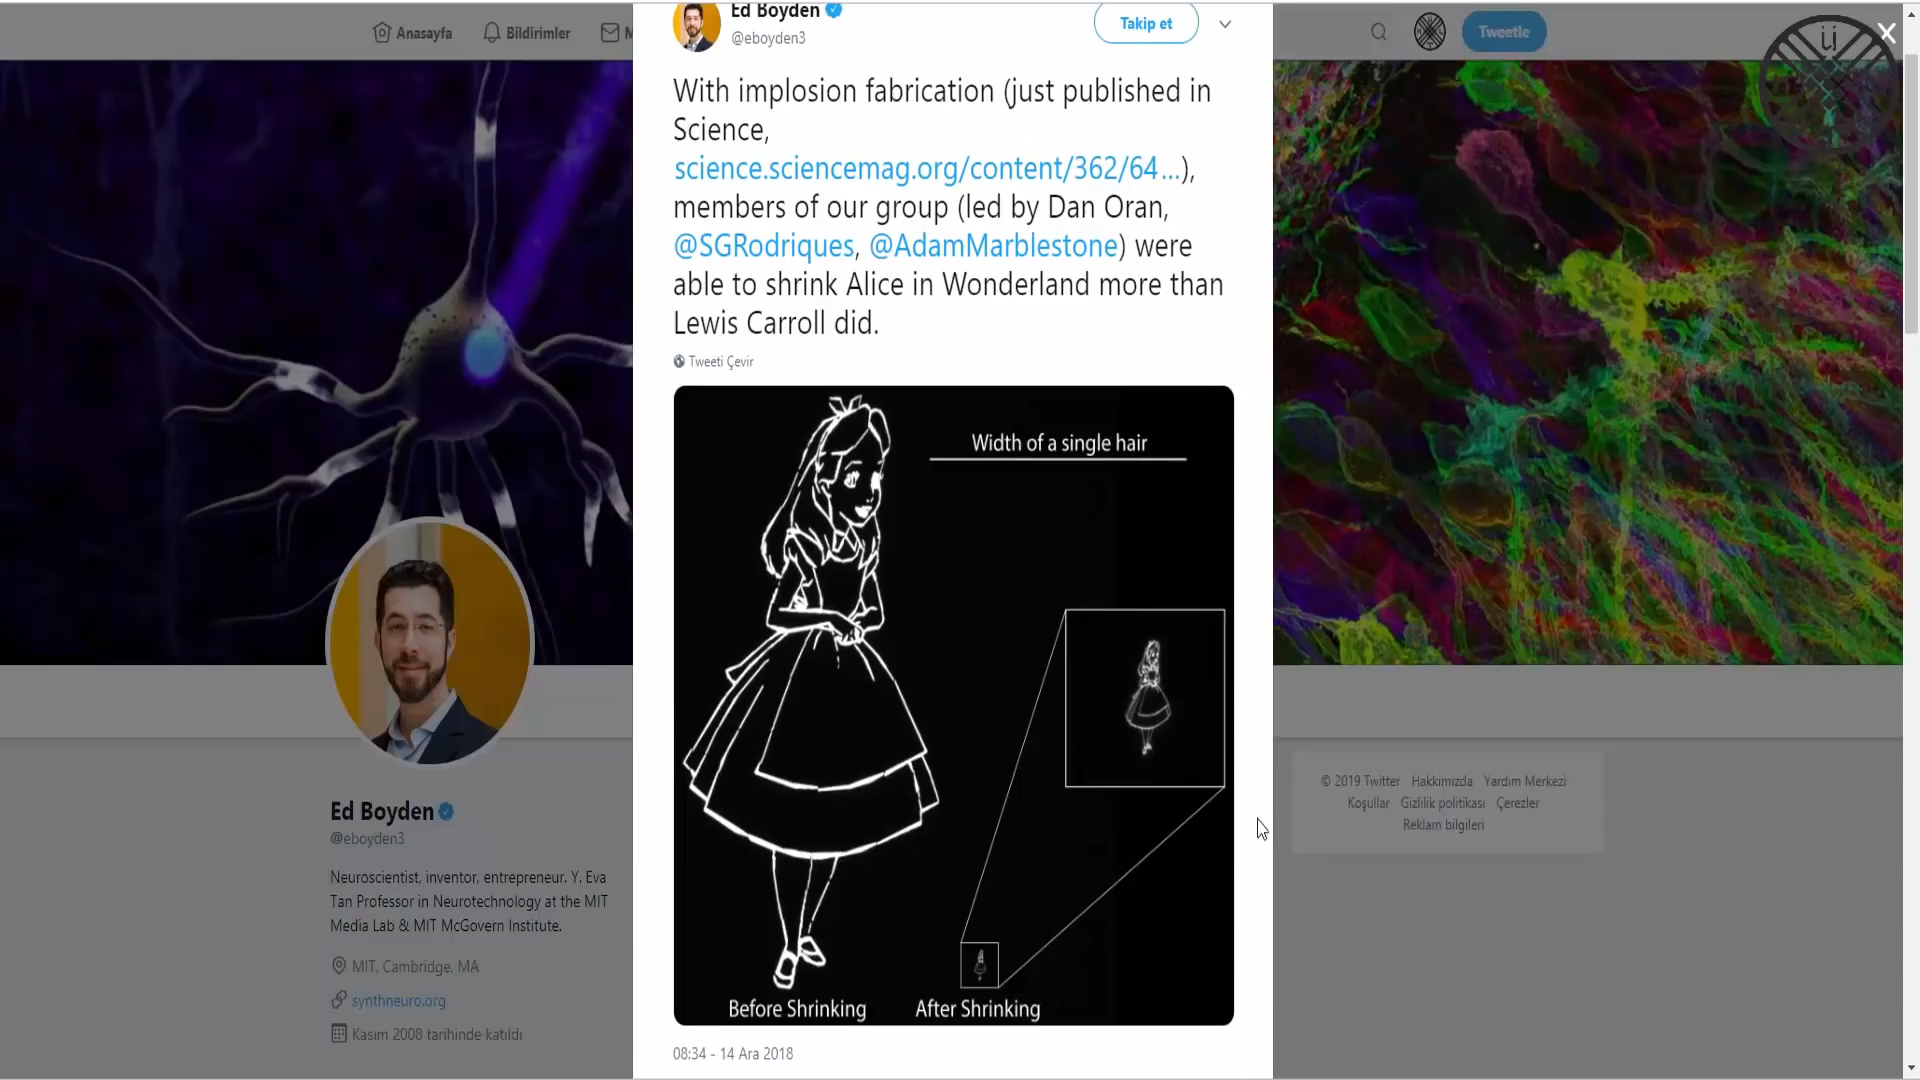 Anasayfa
Bildirimler
M
Tweetle
X
Ed Boyden
@eboyden3
Takip et
With implosion fabrication (just published in
Science,
science.sciencemag.org/content/362/64…),
members of our group (led by Dan Oran,
@SGRodriques, @AdamMarblestone) were
able to shrink Alice in Wonderland more than
Lewis Carroll did.
Tweeti Çevir
Width of a single hair
Before Shrinking
After Shrinking
08:34 - 14 Ara 2018
Ed Boyden
@eboyden3
Neuroscientist, inventor, entrepreneur. Y. Eva
Tan Professor in Neurotechnology at the MIT
Media Lab & MIT McGovern Institute.
MIT, Cambridge, MA
synthneuro.org
Kasım 2008 tarihinde katıldı
© 2019 Twitter Hakkımızda Yardım Merkezi
Koşullar Gizlilik politikası Çerezler
Reklam bilgileri